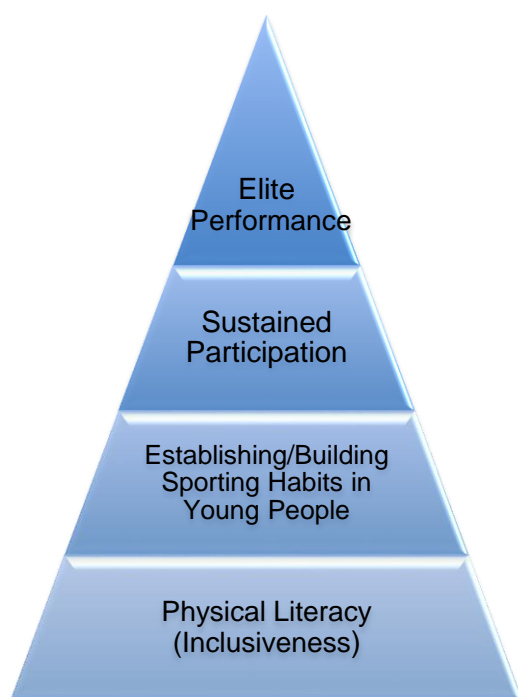 Elite
Performance
Sustained
Participation
Establishing/Building
Sporting Habits in
Young People
Physical Literacy
(Inclusiveness)